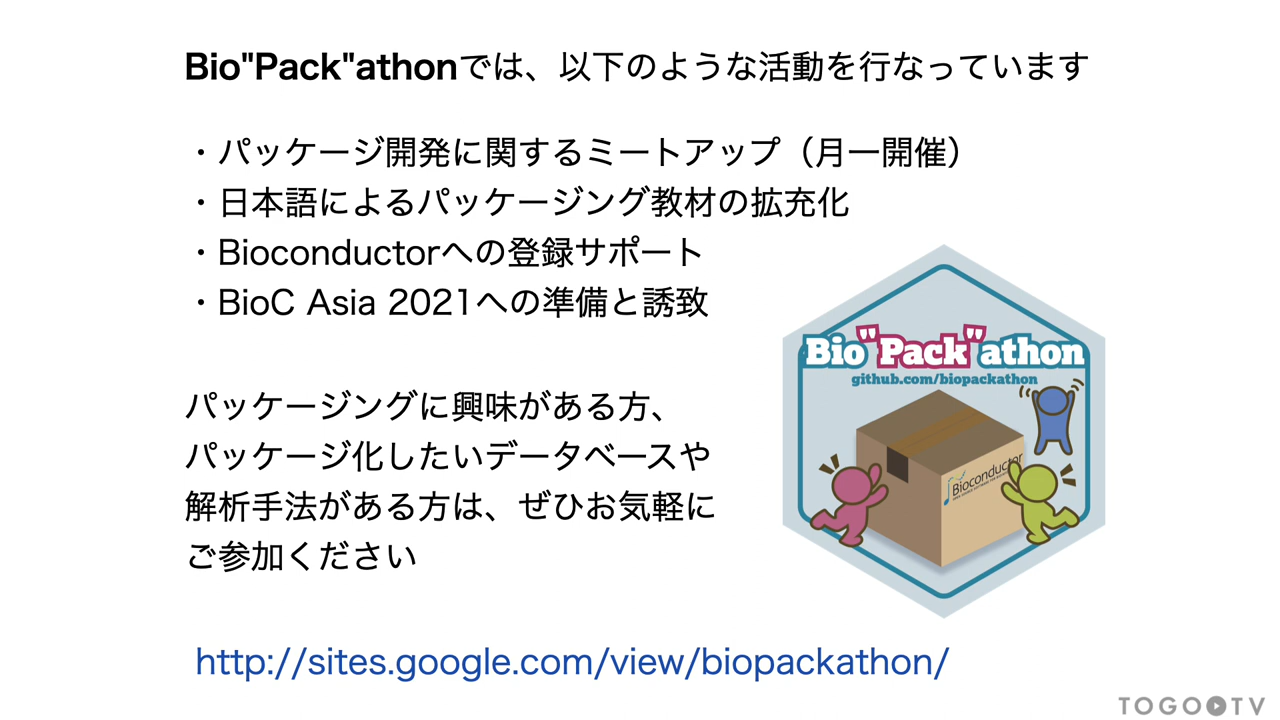 Bio"Pack"athonでは、以下のような活動を行なっています
・パッケージ開発に関するミートアップ（月一開催）
・日本語によるパッケージング教材の拡充化
・Bioconductorへの登録サポート
・BioC Asia 2021への準備と誘致
パッケージングに興味がある方、
パッケージ化したいデータベースや
解析手法がある方は、ぜひお気軽に
ご参加ください
Bio"Pack"athon
github.com/biopackathon
Bioconductor
http://sites.google.com/view/biopackathon/
TOGOTV